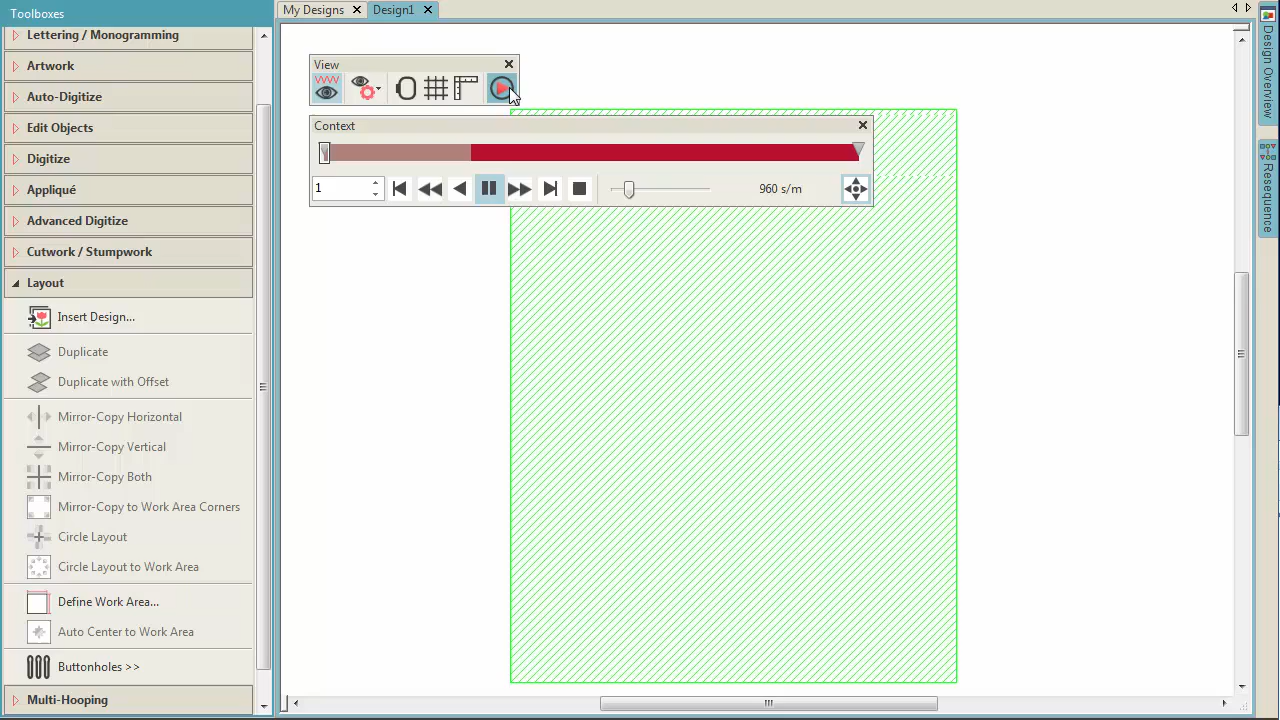 Toolboxes
Lettering / Monogramming
Artwork
Auto-Digitize
Edit Objects
Digitize
Appliqué
Advanced Digitize
Cutwork / Stumpwork
Layout
Insert Design...
Duplicate
Duplicate with Offset
Mirror-Copy Horizontal
Mirror-Copy Vertical
Mirror-Copy Both
Mirror-Copy to Work Area Corners
Circle Layout
Circle Layout to Work Area
Define Work Area...
Auto Center to Work Area
Buttonholes >>
Multi-Hooping
My Designs
Design1
View
Context
1
960 s/m
Design Overview
Resequence